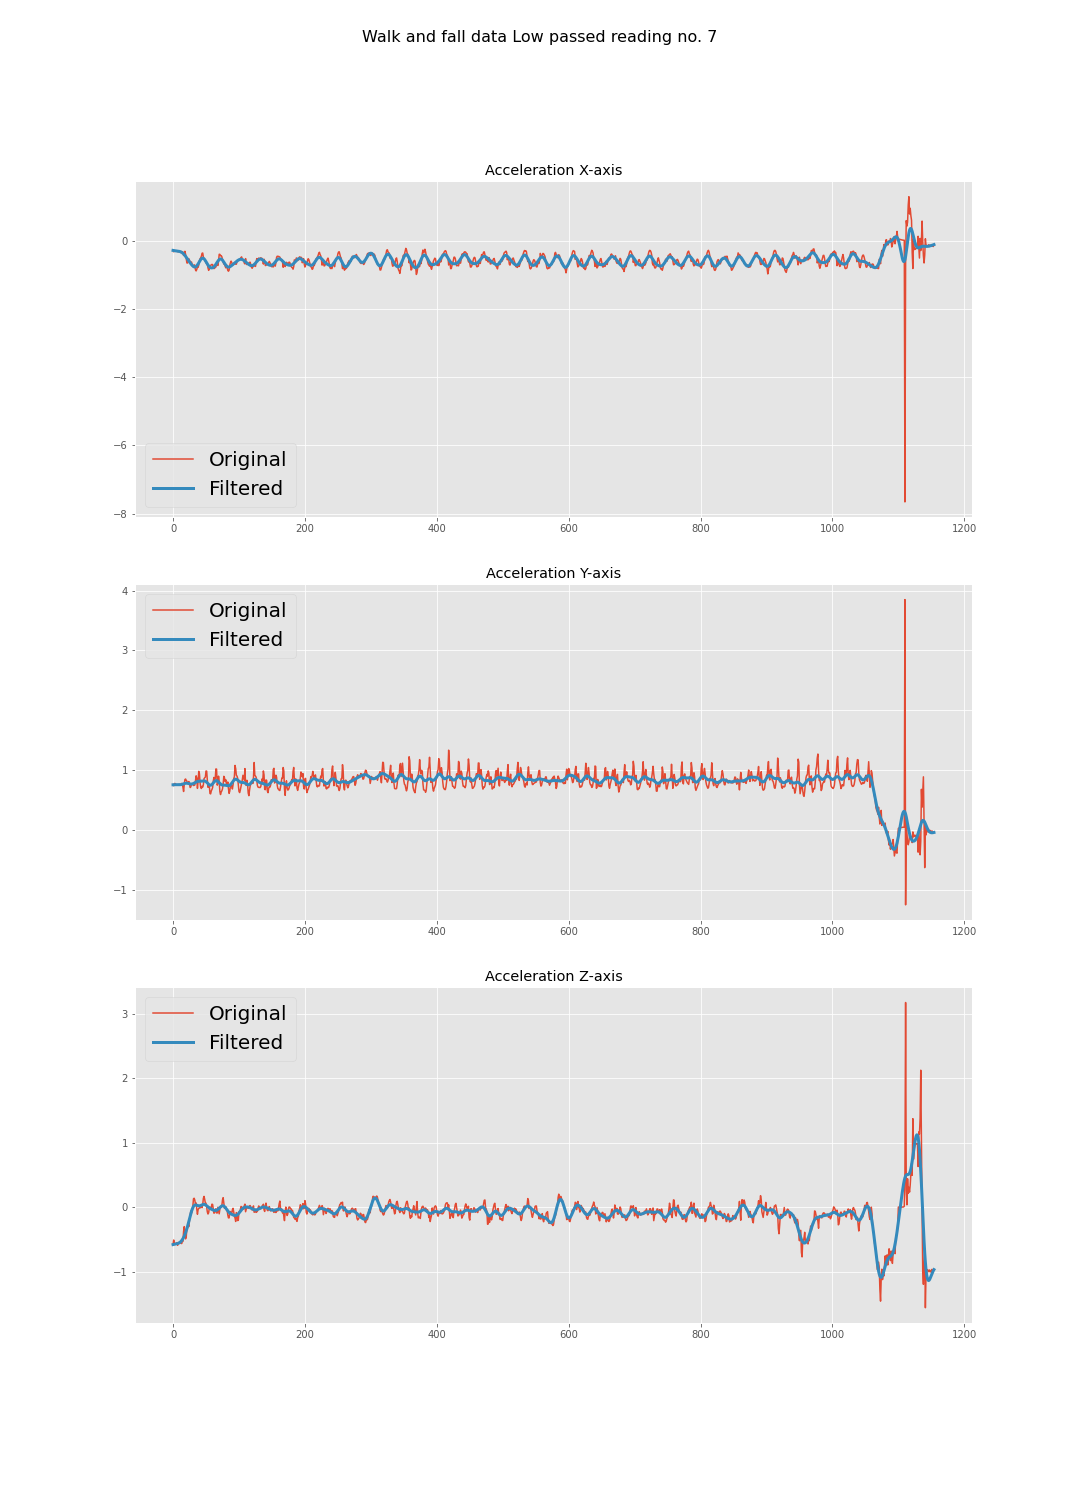 Walk and fall data Low passed reading no. 7
Acceleration X-axis
0
−2
−4
−6
−8
Original
Filtered
0 200 400 600 800 1000 1200
Acceleration Y-axis
4
3
2
1
0
−1
Original
Filtered
0 200 400 600 800 1000 1200
Acceleration Z-axis
3
2
1
0
−1
Original
Filtered
0 200 400 600 800 1000 1200